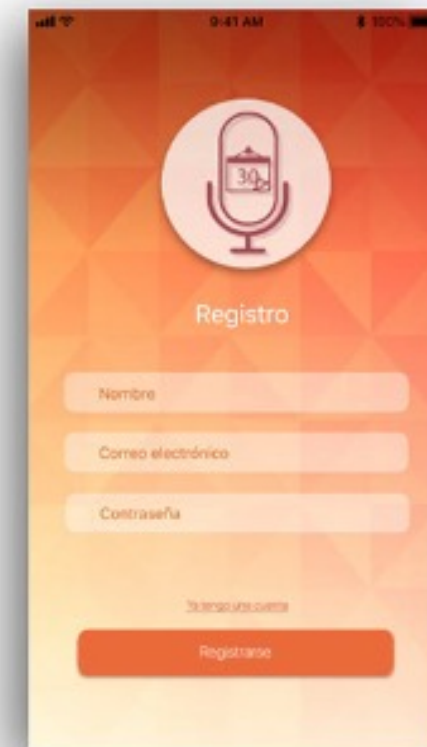 9:41 AM
100%
30
Registro
Nombre
Correo electrónico
Contraseña
Ya tengo una cuenta
Registrarse